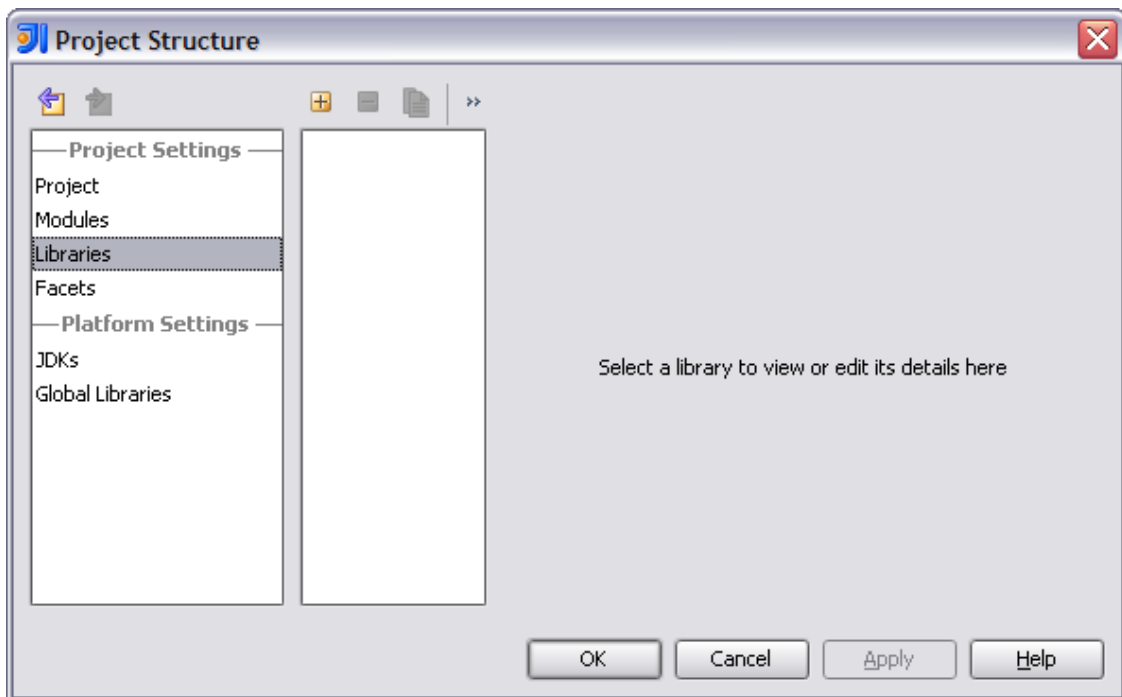 Project Structure
Project Settings
Project
Modules
Libraries
Facets
Platform Settings
JDKs
Global Libraries
Select a library to view or edit its details here
OK Cancel Apply Help